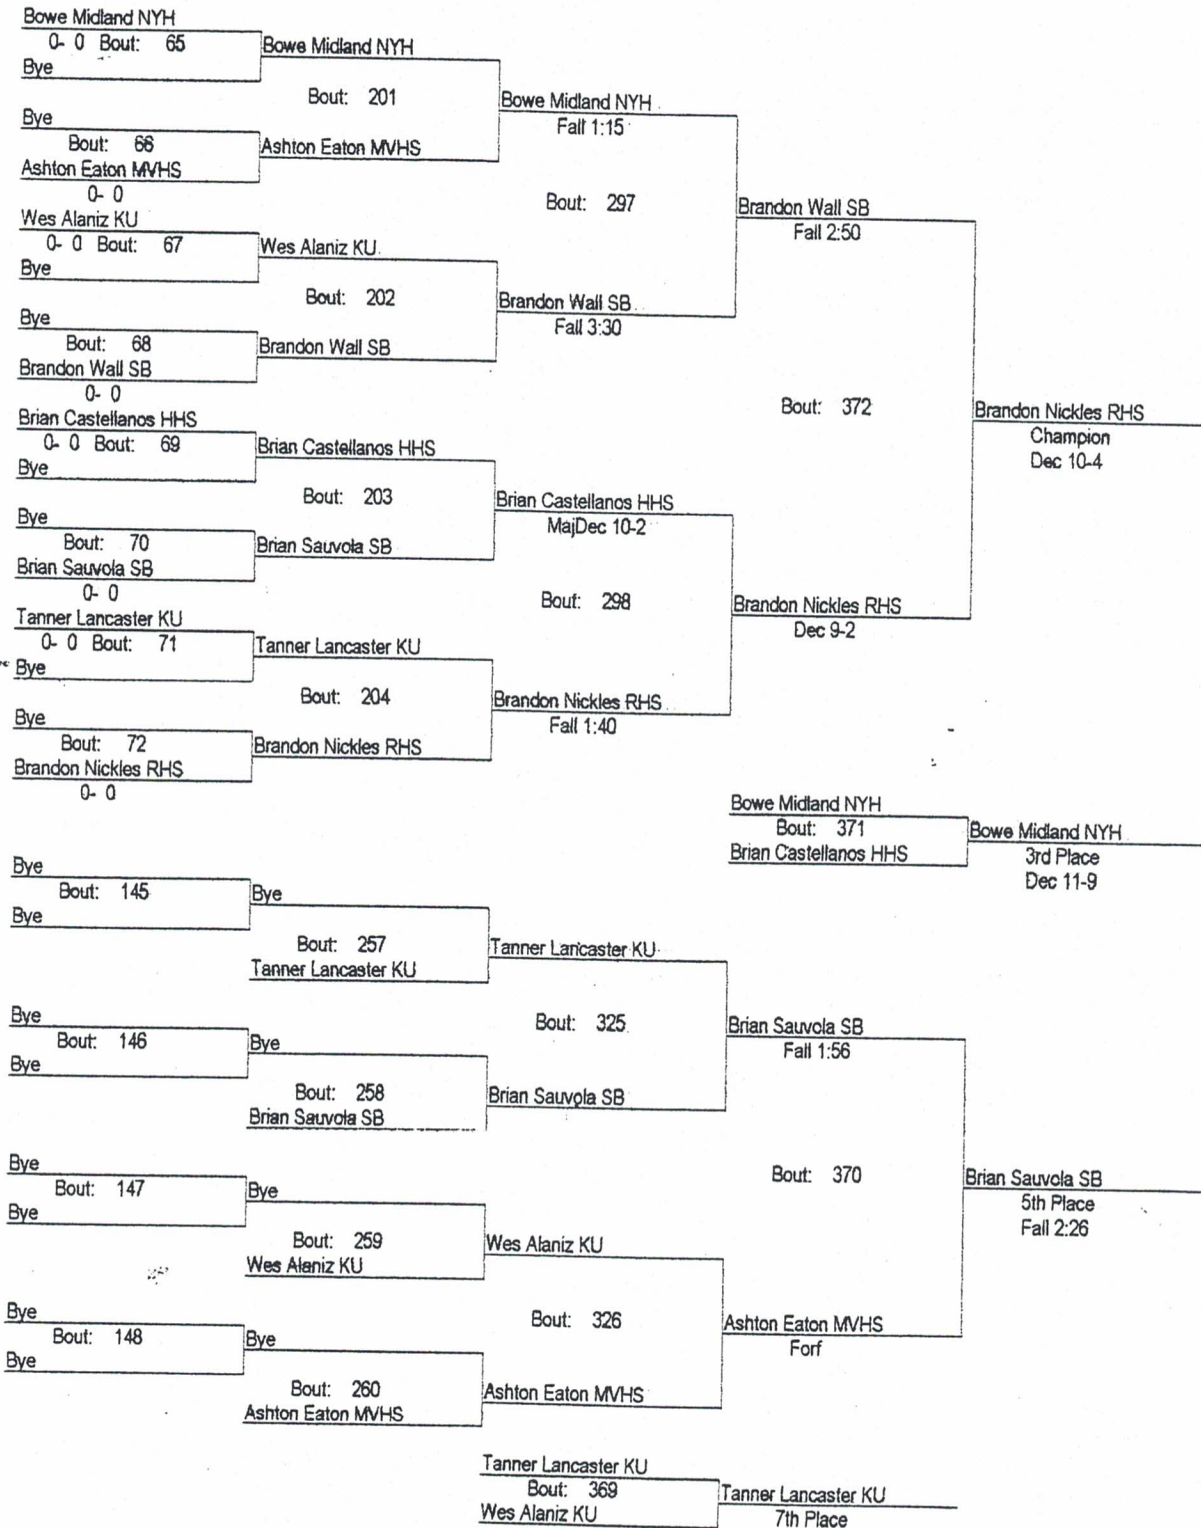 Bowe Midland NYH
0- 0 Bout: 65
Bye
Bowe Midland NYH
Bout: 201
Bye
Bout: 66
Ashton Eaton MVHS
0- 0
Ashton Eaton MVHS
Bowe Midland NYH
Fall 1:15
Bout: 297
Wes Alaniz KU
0- 0 Bout: 67
Bye
Wes Alaniz KU
Bout: 202
Bye
Bout: 68
Brandon Wall SB
0- 0
Brandon Wall SB
Brandon Wall SB
Fall 3:30
Brandon Wall SB
Fall 2:50
Bout: 372
Brian Castellanos HHS
0- 0 Bout: 69
Bye
Brian Castellanos HHS
Bout: 203
Bye
Bout: 70
Brian Sauvola SB
0- 0
Brian Sauvola SB
Brian Castellanos HHS
MajDec 10-2
Bout: 298
Tanner Lancaster KU
0- 0 Bout: 71
Bye
Tanner Lancaster KU
Bout: 204
Bye
Bout: 72
Brandon Nickles RHS
0- 0
Brandon Nickles RHS
Brandon Nickles RHS
Fall 1:40
Brandon Nickles RHS
Dec 9-2
Brandon Nickles RHS
Champion
Dec 10-4
Bowe Midland NYH
Bout: 371
Brian Castellanos HHS
Bowe Midland NYH
3rd Place
Dec 11-9
Bye
Bout: 145
Bye
Bye
Bout: 257
Tanner Lancaster KU
Tanner Lancaster KU
Bout: 325
Bye
Bout: 146
Bye
Bye
Bout: 258
Brian Sauvola SB
Brian Sauvola SB
Brian Sauvola SB
Fall 1:56
Bout: 370
Bye
Bout: 147
Bye
Bye
Bout: 259
Wes Alaniz KU
Wes Alaniz KU
Bout: 326
Bye
Bout: 148
Bye
Bye
Bout: 260
Ashton Eaton MVHS
Ashton Eaton MVHS
Ashton Eaton MVHS
Forf
Brian Sauvola SB
5th Place
Fall 2:26
Tanner Lancaster KU
Bout: 369
Wes Alaniz KU
Tanner Lancaster KU
7th Place